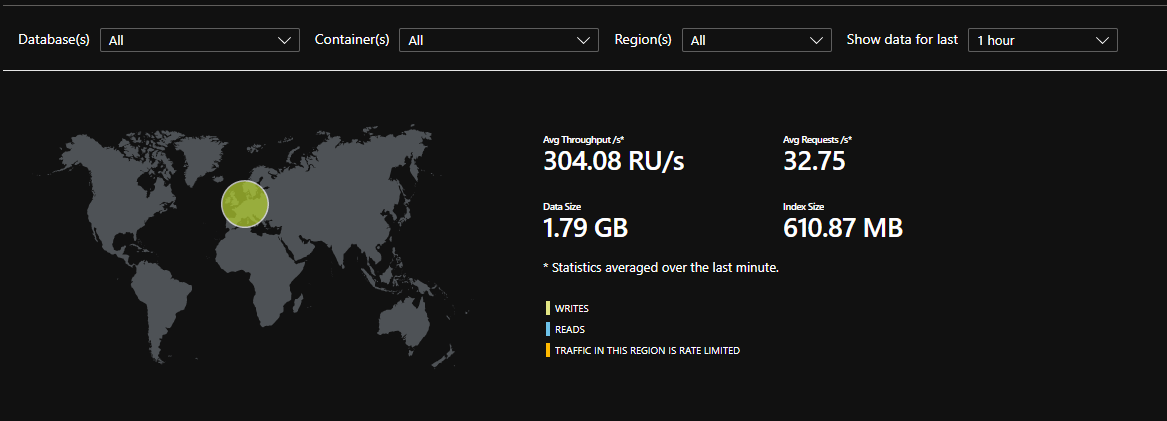 Database(s) All Container(s) All Region(s) All Show data for last 1 hour
Avg Throughput /s* Avg Requests /s*
304.08 RU/s 32.75
Data Size Index Size
1.79 GB 610.87 MB
* Statistics averaged over the last minute.
WRITES
READS
TRAFFIC IN THIS REGION IS RATE LIMITED